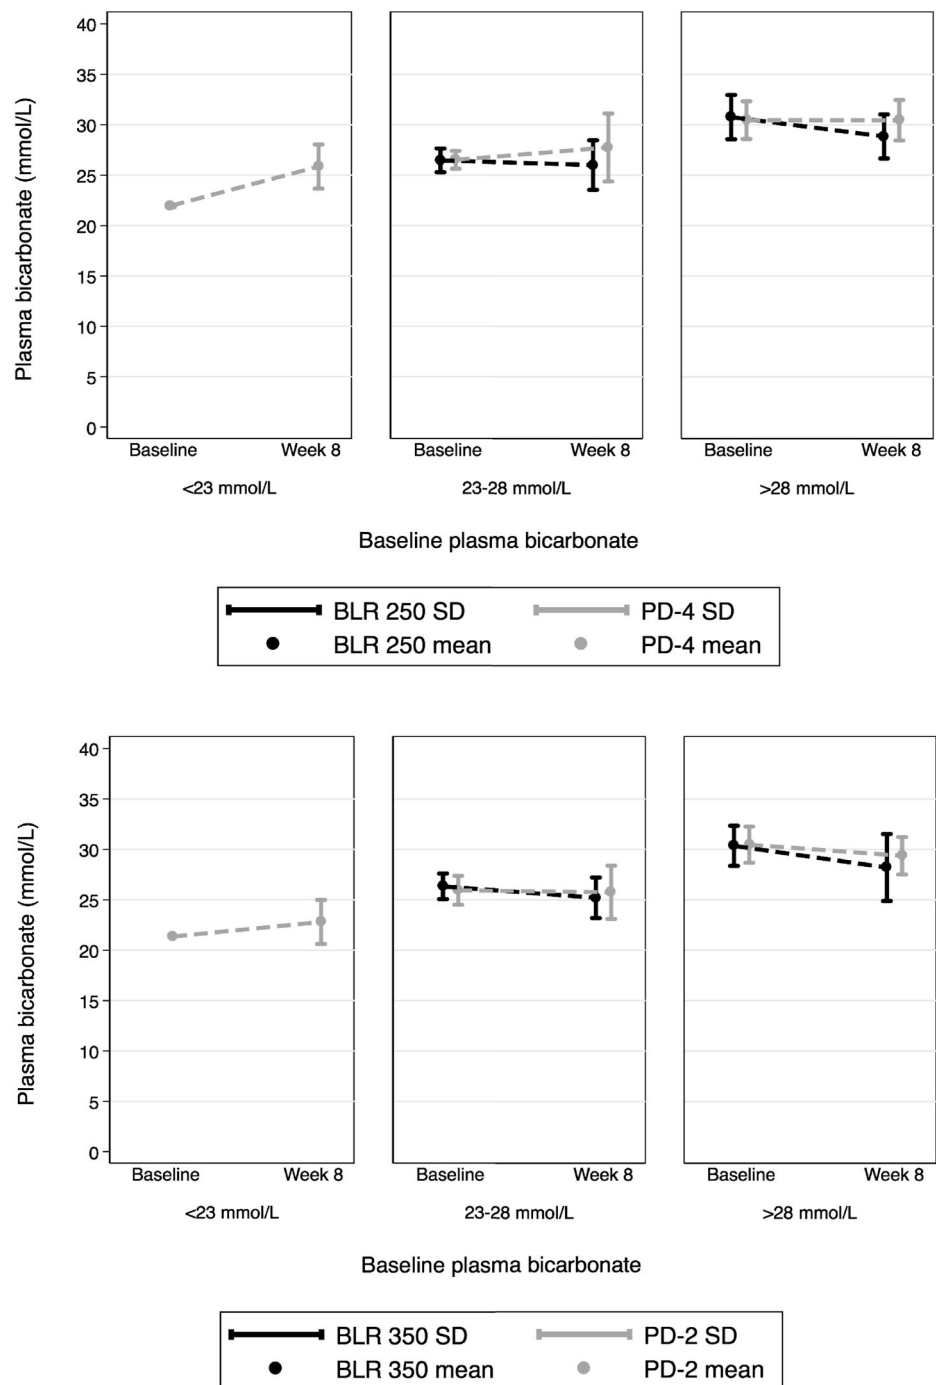 Plasma bicarbonate (mmol/L)
40
35
30
25
20
15
10
5
0
Baseline Week 8 Baseline Week 8 Baseline Week 8
<23 mmol/L 23-28 mmol/L >28 mmol/L
Baseline plasma bicarbonate
BLR 250 SD PD-4 SD
BLR 250 mean PD-4 mean
Plasma bicarbonate (mmol/L)
40
35
30
25
20
15
10
5
0
Baseline Week 8 Baseline Week 8 Baseline Week 8
<23 mmol/L 23-28 mmol/L >28 mmol/L
Baseline plasma bicarbonate
BLR 350 SD PD-2 SD
BLR 350 mean PD-2 mean